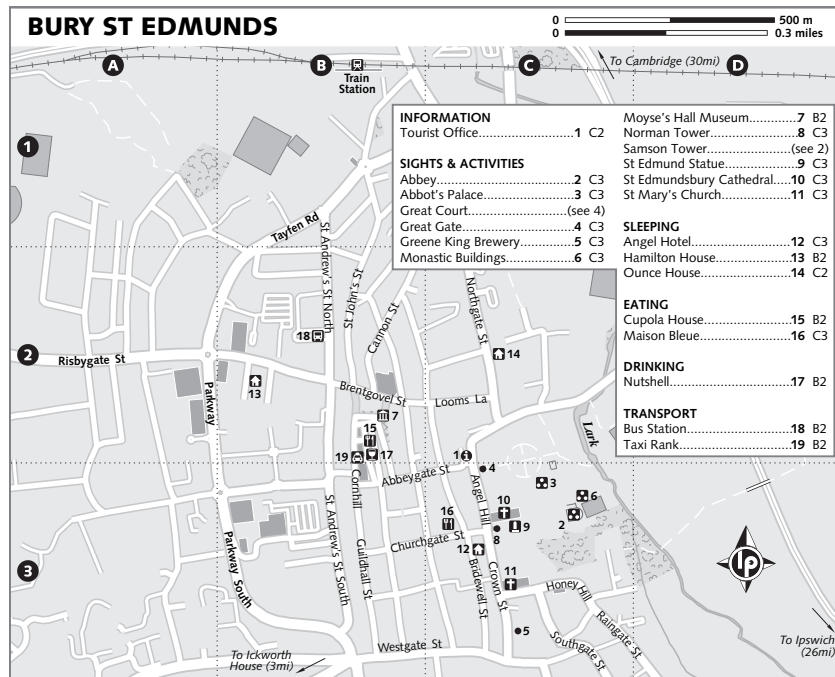 BURY ST EDMUNDS
0 500 m
0 0.3 miles
To Cambridge (30mi)
A B C D
Train
Station
1
INFORMATION
Tourist Office..................1 C2
SIGHTS & ACTIVITIES
Abbey..................2 C3
Abbot's Palace..................3 C3
Great Court..................(see 4)
Great Gate..................4 C3
Greene King Brewery..................5 C3
Monastic Buildings..................6 C3
Moyse's Hall Museum..................7 B2
Norman Tower..................8 C3
Samson Tower..................(see 2)
St Edmund Statue..................9 C3
St Edmundsbury Cathedral..................10 C3
St Mary's Church..................11 C3
SLEEPING
Angel Hotel..................12 C3
Hamilton House..................13 B2
Ounce House..................14 C2
EATING
Cupola House..................15 B2
Maison Bleue..................16 C3
DRINKING
Nutshell..................17 B2
TRANSPORT
Bus Station..................18 B2
Taxi Rank..................19 B2
Tayfen Rd
St Andrew's St North
St John's St
Cannon St
Northgate St
18
14
2
Risbygate St
Parkway
13
Brentgovel St
Looms La
7
15
19
17
1
4
Lark
Abbeygate St
Cornhill
Angel Hill
3
6
10
16
9
2
8
Churchgate St
12
St Andrew's St South
Guildhall St
3
Parkway South
Bridewell St
Crown St
11
Honey Hill
Raingate St
lp
5
Southgate St
Westgate St
To Ickworth
House (3mi)
To Ipswich
(26mi)